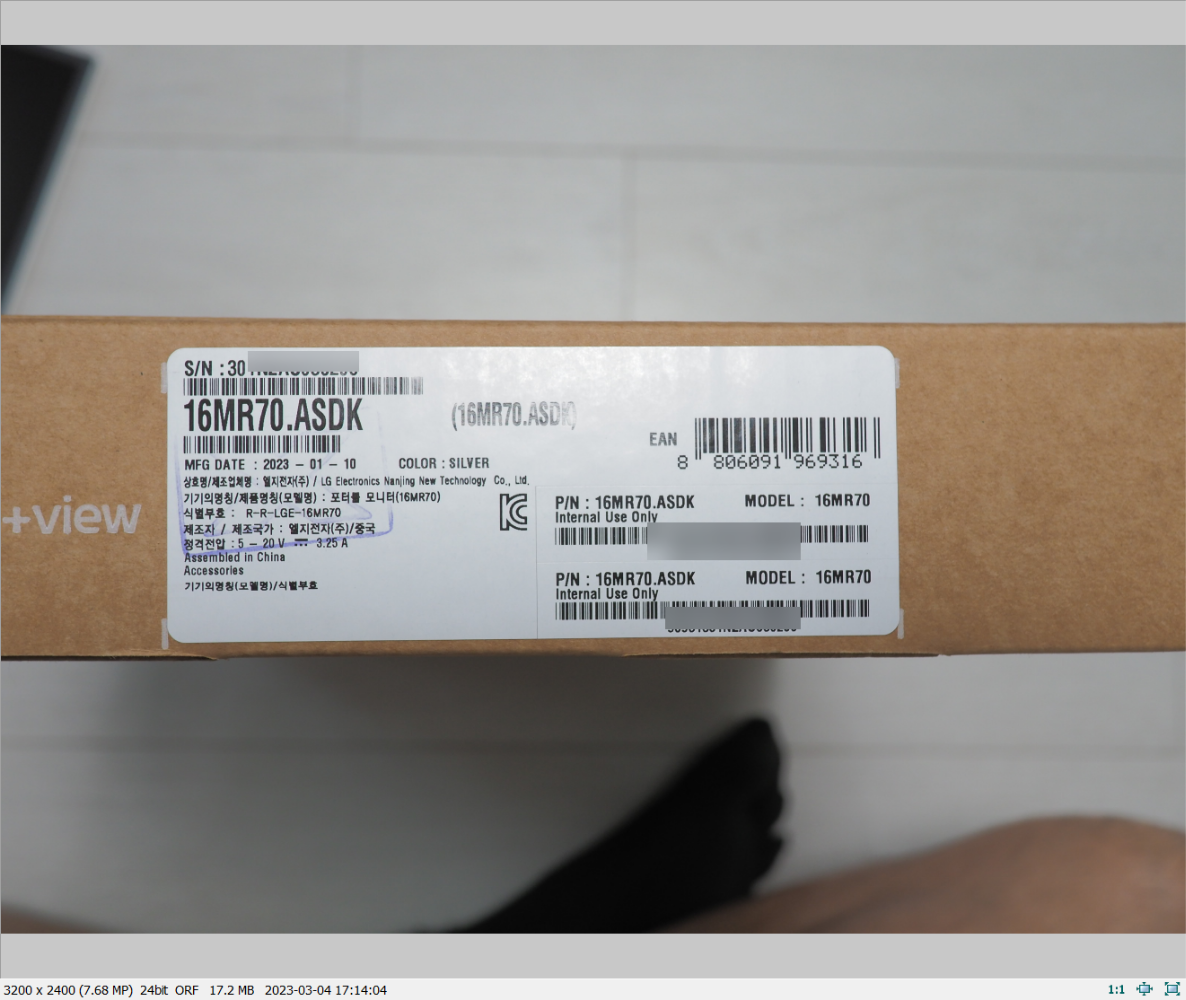 +view
S/N : 30
16MR70.ASDK
(16MR70.ASDK)
EAN
8 806091 969316
MFG DATE : 2023 - 01 - 10 COLOR : SILVER
상호명/제조업체명 : 엘지전자(주) / LG Electronics Nanjing New Technology Co., Ltd.
기기의명칭/제품명칭(모델명) : 포터블 모니터(16MR70)
식별부호 : R-R-LGE-16MR70
제조자 / 제조국가 : 엘지전자(주)/중국
정격전압 : 5 - 20 V ⎓ 3.25 A
Assembled in China
Accessories
기기의명칭(모델명)/식별부호
P/N : 16MR70.ASDK MODEL : 16MR70
Internal Use Only
P/N : 16MR70.ASDK MODEL : 16MR70
Internal Use Only
3200 x 2400 (7.68 MP) 24bit ORF 17.2 MB 2023-03-04 17:14:04
1:1